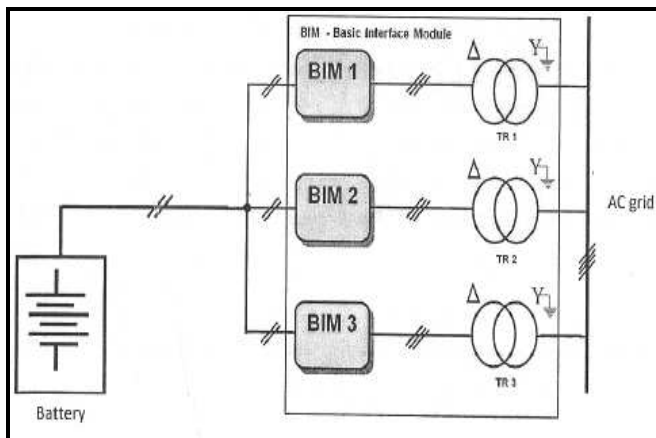 BIM - Basic Interface Module
BIM 1
Δ
Y
TR 1
BIM 2
Δ
Y
TR 2
AC grid
BIM 3
Δ
Y
TR 3
Battery